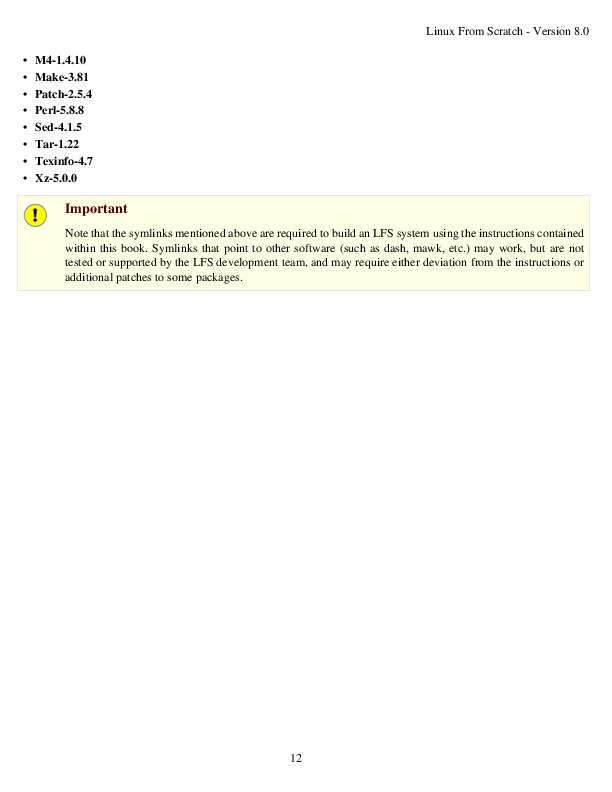 Linux From Scratch - Version 8.0
• M4-1.4.10
• Make-3.81
• Patch-2.5.4
• Perl-5.8.8
• Sed-4.1.5
• Tar-1.22
• Texinfo-4.7
• Xz-5.0.0
Important
Note that the symlinks mentioned above are required to build an LFS system using the instructions contained
within this book. Symlinks that point to other software (such as dash, mawk, etc.) may work, but are not
tested or supported by the LFS development team, and may require either deviation from the instructions or
additional patches to some packages.
12